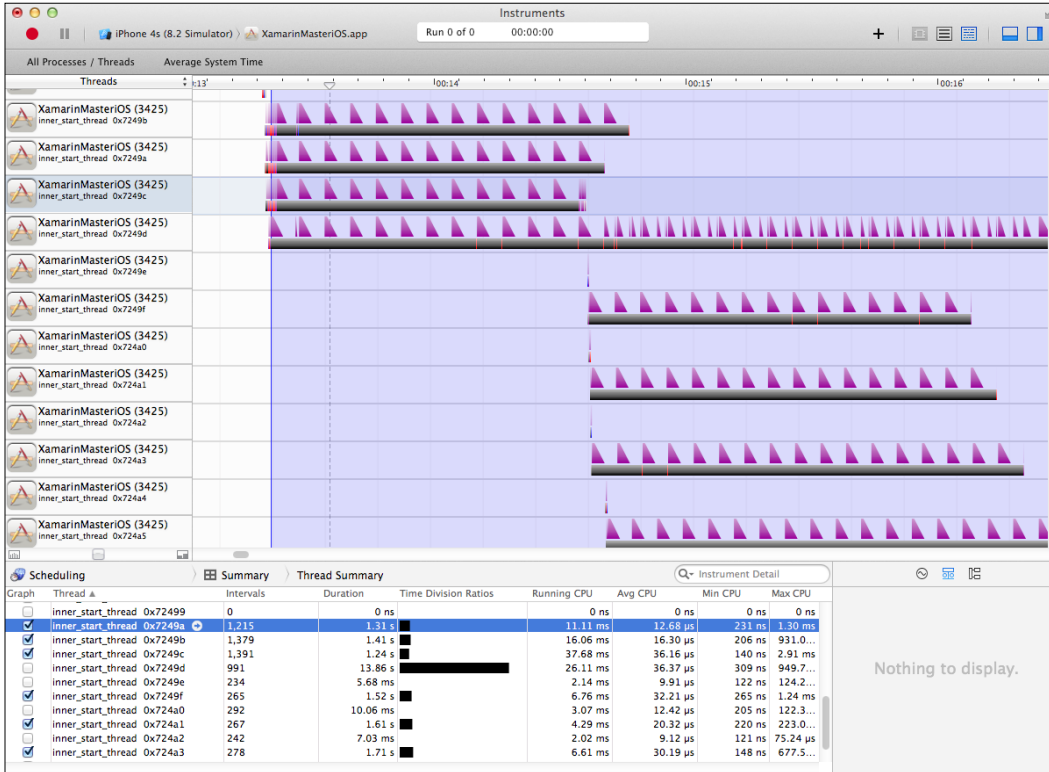 Instruments
iPhone 4s (8.2 Simulator) XamarinMasteriOS.app Run 0 of 0 00:00:00
All Processes / Threads Average System Time
Threads :13' 00:14' 00:15' 00:16'
XamarinMasteriOS (3425)
inner_start_thread 0x7249b
XamarinMasteriOS (3425)
inner_start_thread 0x7249a
XamarinMasteriOS (3425)
inner_start_thread 0x7249c
XamarinMasteriOS (3425)
inner_start_thread 0x7249d
XamarinMasteriOS (3425)
inner_start_thread 0x7249e
XamarinMasteriOS (3425)
inner_start_thread 0x7249f
XamarinMasteriOS (3425)
inner_start_thread 0x724a0
XamarinMasteriOS (3425)
inner_start_thread 0x724a1
XamarinMasteriOS (3425)
inner_start_thread 0x724a2
XamarinMasteriOS (3425)
inner_start_thread 0x724a3
XamarinMasteriOS (3425)
inner_start_thread 0x724a4
XamarinMasteriOS (3425)
inner_start_thread 0x724a5
Scheduling Summary Thread Summary Instrument Detail
Graph Thread Intervals Duration Time Division Ratios Running CPU Avg CPU Min CPU Max CPU
inner_start_thread 0x72499 0 0 ns 0 ns 0 ns 0 ns 0 ns
inner_start_thread 0x7249a 1,215 1.31 s 11.11 ms 12.68 µs 231 ns 1.30 ms
inner_start_thread 0x7249b 1,379 1.41 s 16.06 ms 16.30 µs 206 ns 931.0...
inner_start_thread 0x7249c 1,391 1.24 s 37.68 ms 36.16 µs 140 ns 2.91 ms
inner_start_thread 0x7249d 991 13.86 s 26.11 ms 36.37 µs 309 ns 949.7...
inner_start_thread 0x7249e 234 5.68 ms 2.14 ms 9.91 µs 122 ns 124.2...
inner_start_thread 0x7249f 265 1.52 s 6.76 ms 32.21 µs 265 ns 1.24 ms
inner_start_thread 0x724a0 292 10.06 ms 3.07 ms 12.42 µs 205 ns 122.3...
inner_start_thread 0x724a1 267 1.61 s 4.29 ms 20.32 µs 220 ns 223.0...
inner_start_thread 0x724a2 242 7.03 ms 2.02 ms 9.12 µs 121 ns 75.24 µs
inner_start_thread 0x724a3 278 1.71 s 6.61 ms 30.19 µs 148 ns 677.5...
Nothing to display.